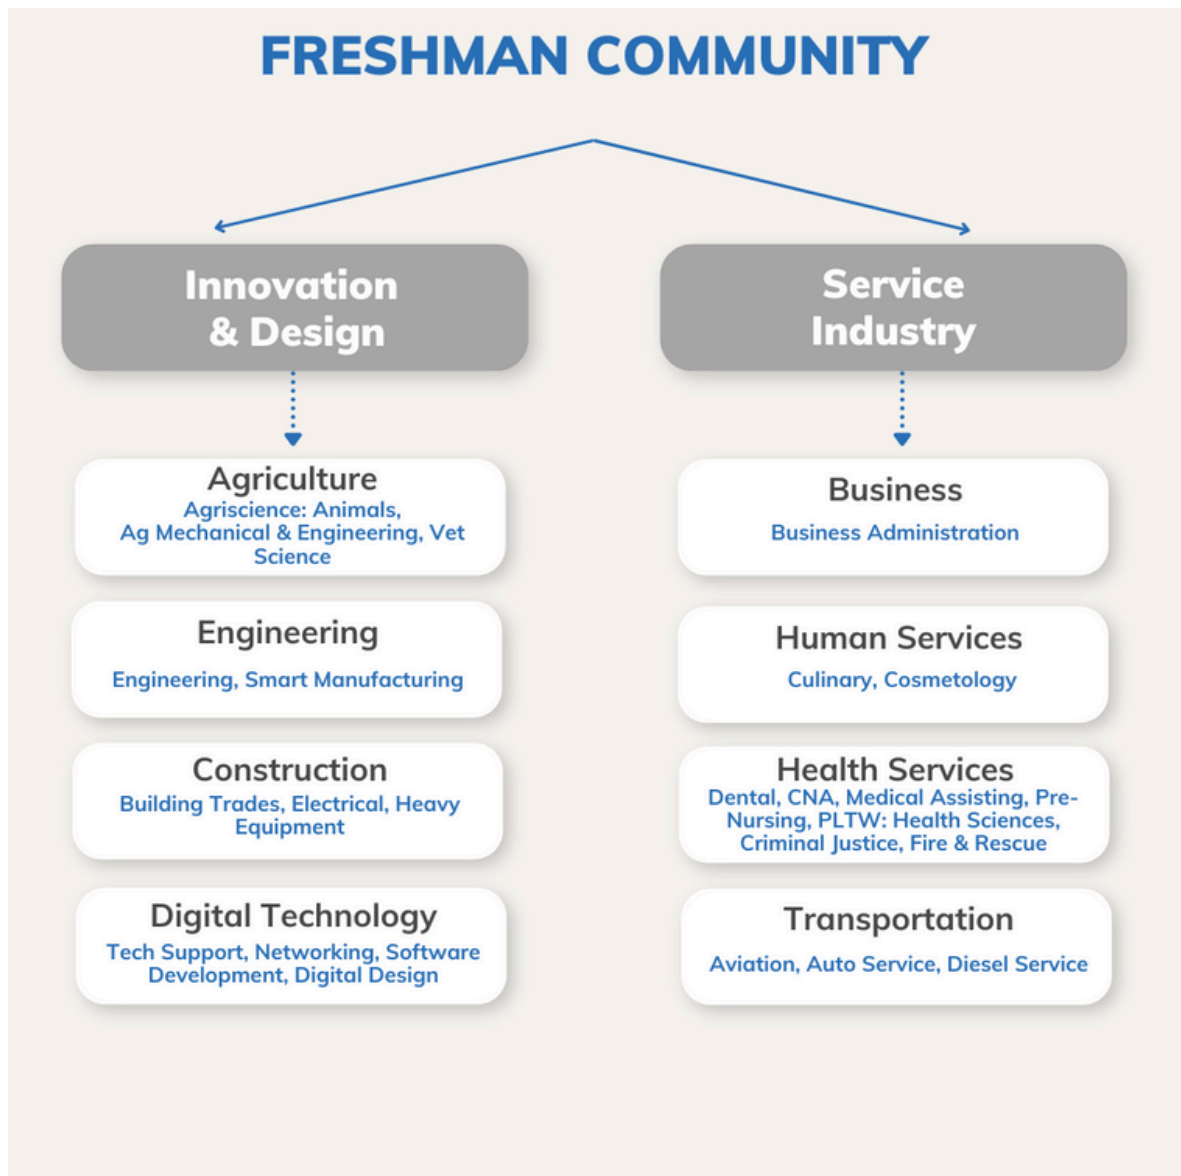 FRESHMAN COMMUNITY
Innovation
& Design
Agriculture
Agriscience: Animals,
Ag Mechanical & Engineering, Vet
Science
Engineering
Engineering, Smart Manufacturing
Construction
Building Trades, Electrical, Heavy
Equipment
Digital Technology
Tech Support, Networking, Software
Development, Digital Design
Service
Industry
Business
Business Administration
Human Services
Culinary, Cosmetology
Health Services
Dental, CNA, Medical Assisting, Pre-
Nursing, PLTW: Health Sciences,
Criminal Justice, Fire & Rescue
Transportation
Aviation, Auto Service, Diesel Service